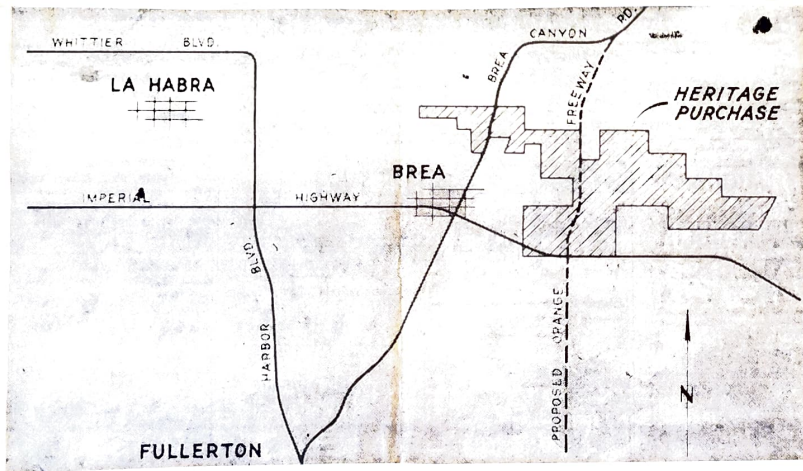 WHITTIER BLVD.
LA HABRA
BREA CANYON RD.
FREEWAY
HERITAGE
PURCHASE
BREA
IMPERIAL HIGHWAY
BLVD.
HARBOR
PROPOSED ORANGE
N
FULLERTON